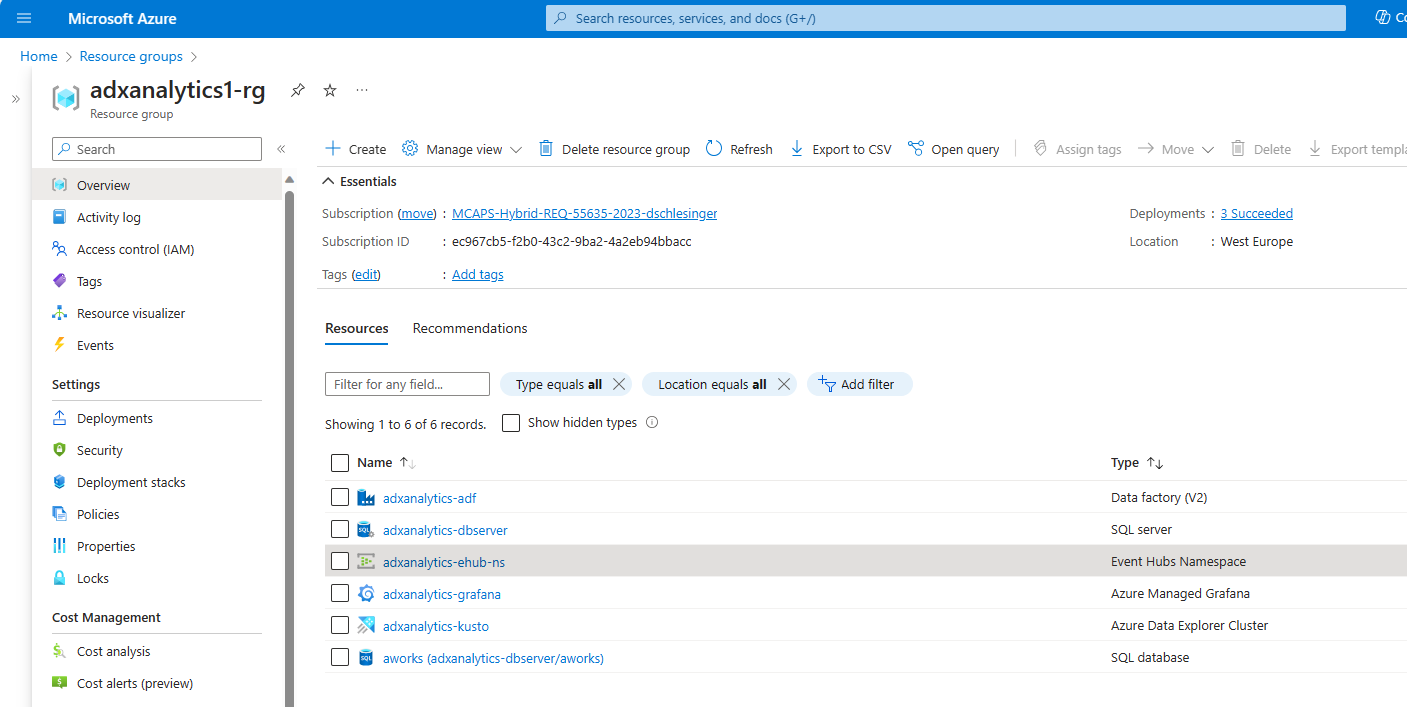 Microsoft Azure
Search resources, services, and docs (G+/)
Home > Resource groups >
adxanalytics1-rg
Resource group
Search
Create Manage view Delete resource group Refresh Export to CSV Open query Assign tags Move Delete Export templa
Overview
Activity log
Access control (IAM)
Tags
Resource visualizer
Events
Settings
Deployments
Security
Deployment stacks
Policies
Properties
Locks
Cost Management
Cost analysis
Cost alerts (preview)
Essentials
Subscription (move) : MCAPS-Hybrid-REQ-55635-2023-dschlesinger
Subscription ID : ec967cb5-f2b0-43c2-9ba2-4a2eb94bbacc
Tags (edit) : Add tags
Deployments : 3 Succeeded
Location : West Europe
Resources Recommendations
Filter for any field... Type equals all Location equals all Add filter
Showing 1 to 6 of 6 records. Show hidden types
Name Type
adxanalytics-adf Data factory (V2)
adxanalytics-dbserver SQL server
adxanalytics-ehub-ns Event Hubs Namespace
adxanalytics-grafana Azure Managed Grafana
adxanalytics-kusto Azure Data Explorer Cluster
aworks (adxanalytics-dbserver/aworks) SQL database